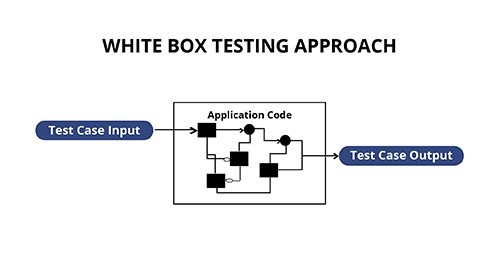 WHITE BOX TESTING APPROACH
Application Code
Test Case Input
Test Case Output